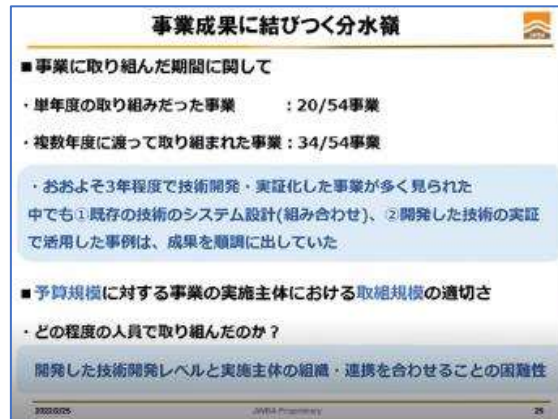 事業成果に結びつく分水嶺
■事業に取り組んだ期間に関して
・単年度の取り組みだった事業　　　：20/54事業
・複数年度に渡って取り組まれた事業：34/54事業
・おおよそ3年程度で技術開発・実証化した事業が多く見られた
中でも①既存の技術のシステム設計(組み合わせ)、②開発した技術の実証
で活用した事例は、成果を順調に出していた
■予算規模に対する事業の実施主体における取組規模の適切さ
・どの程度の人員で取り組んだのか？
開発した技術開発レベルと実施主体の組織・連携を合わせることの困難性